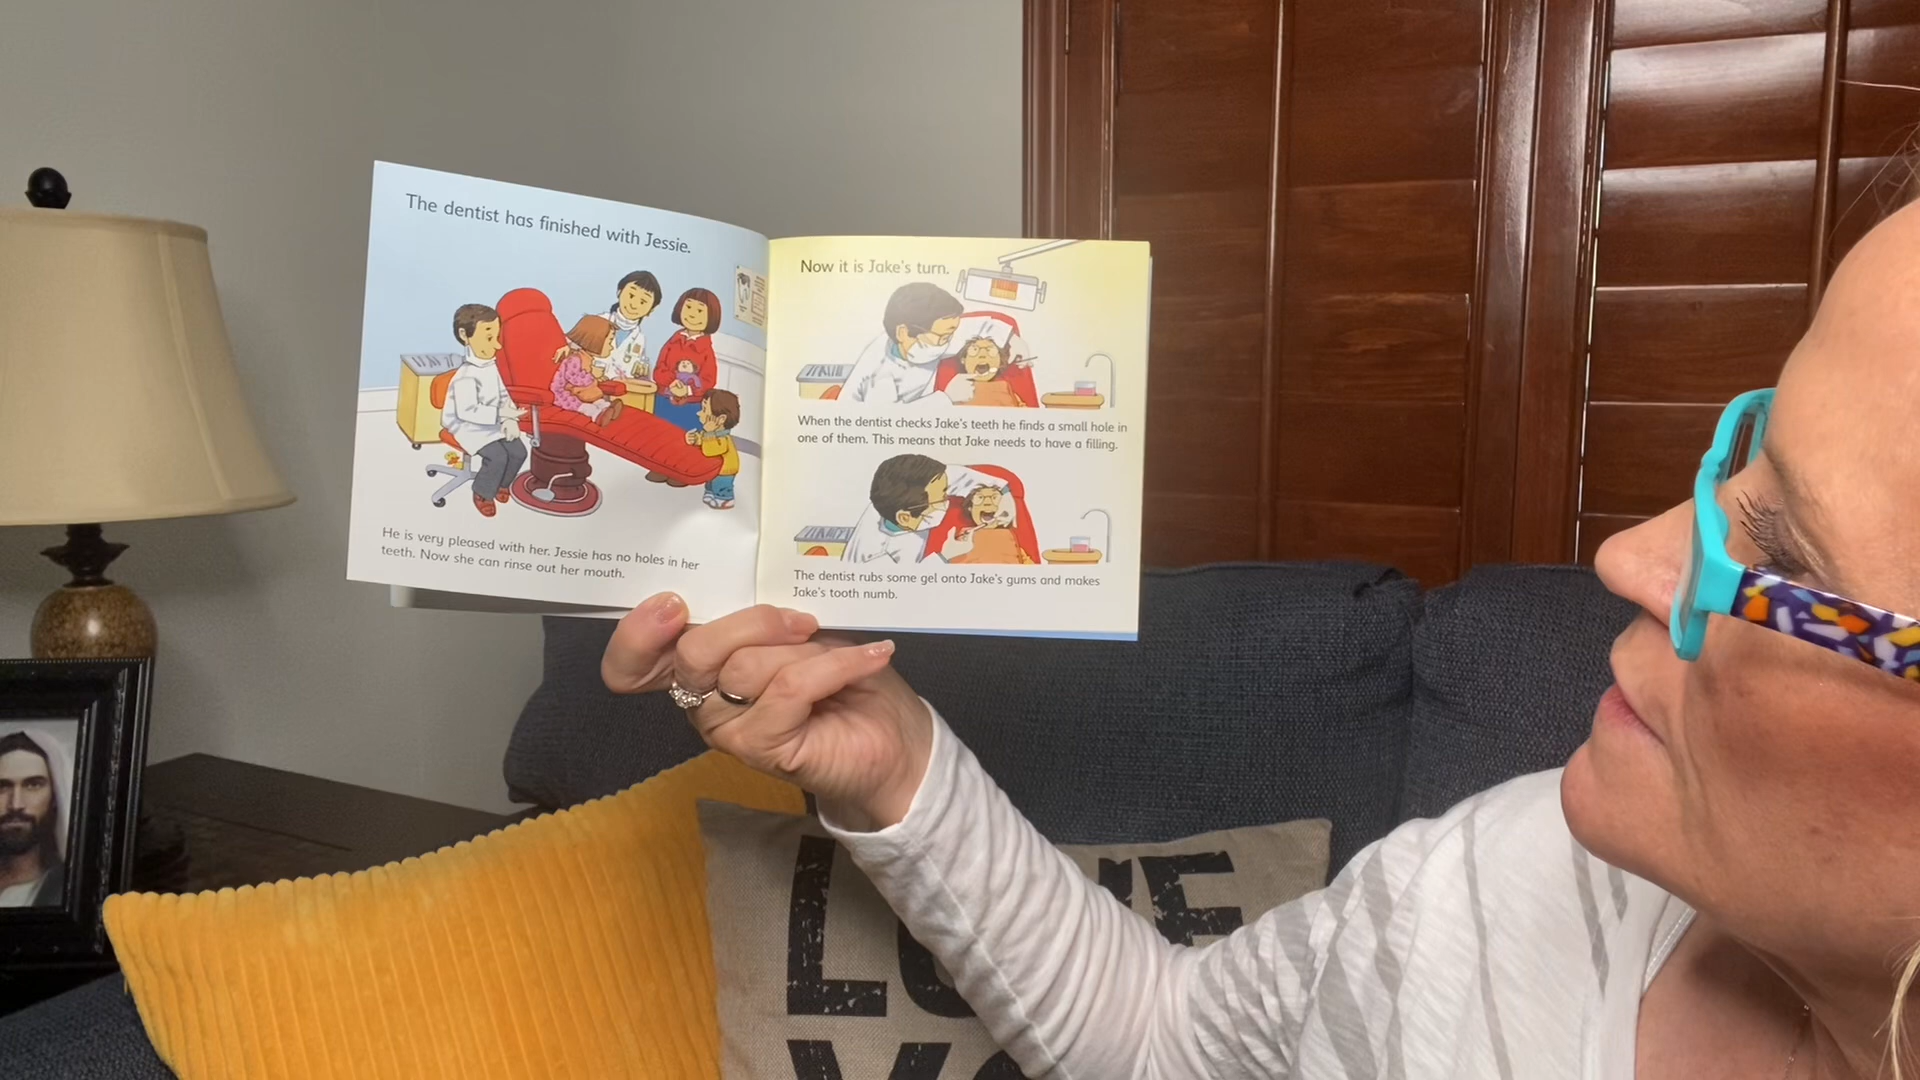 The dentist has finished with Jessie.
He is very pleased with her. Jessie has no holes in her
teeth. Now she can rinse out her mouth.
Now it is Jake's turn.
When the dentist checks Jake's teeth he finds a small hole in
one of them. This means that Jake needs to have a filling.
The dentist rubs some gel onto Jake's gums and makes
Jake's tooth numb.